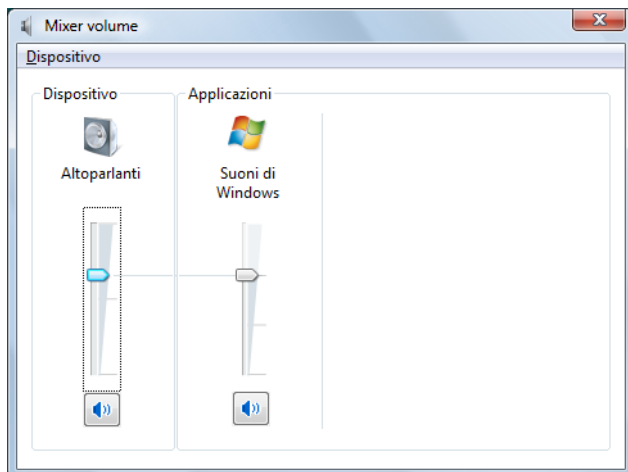 Mixer volume
Dispositivo
Dispositivo
Applicazioni
Altoparlanti
Suoni di
Windows